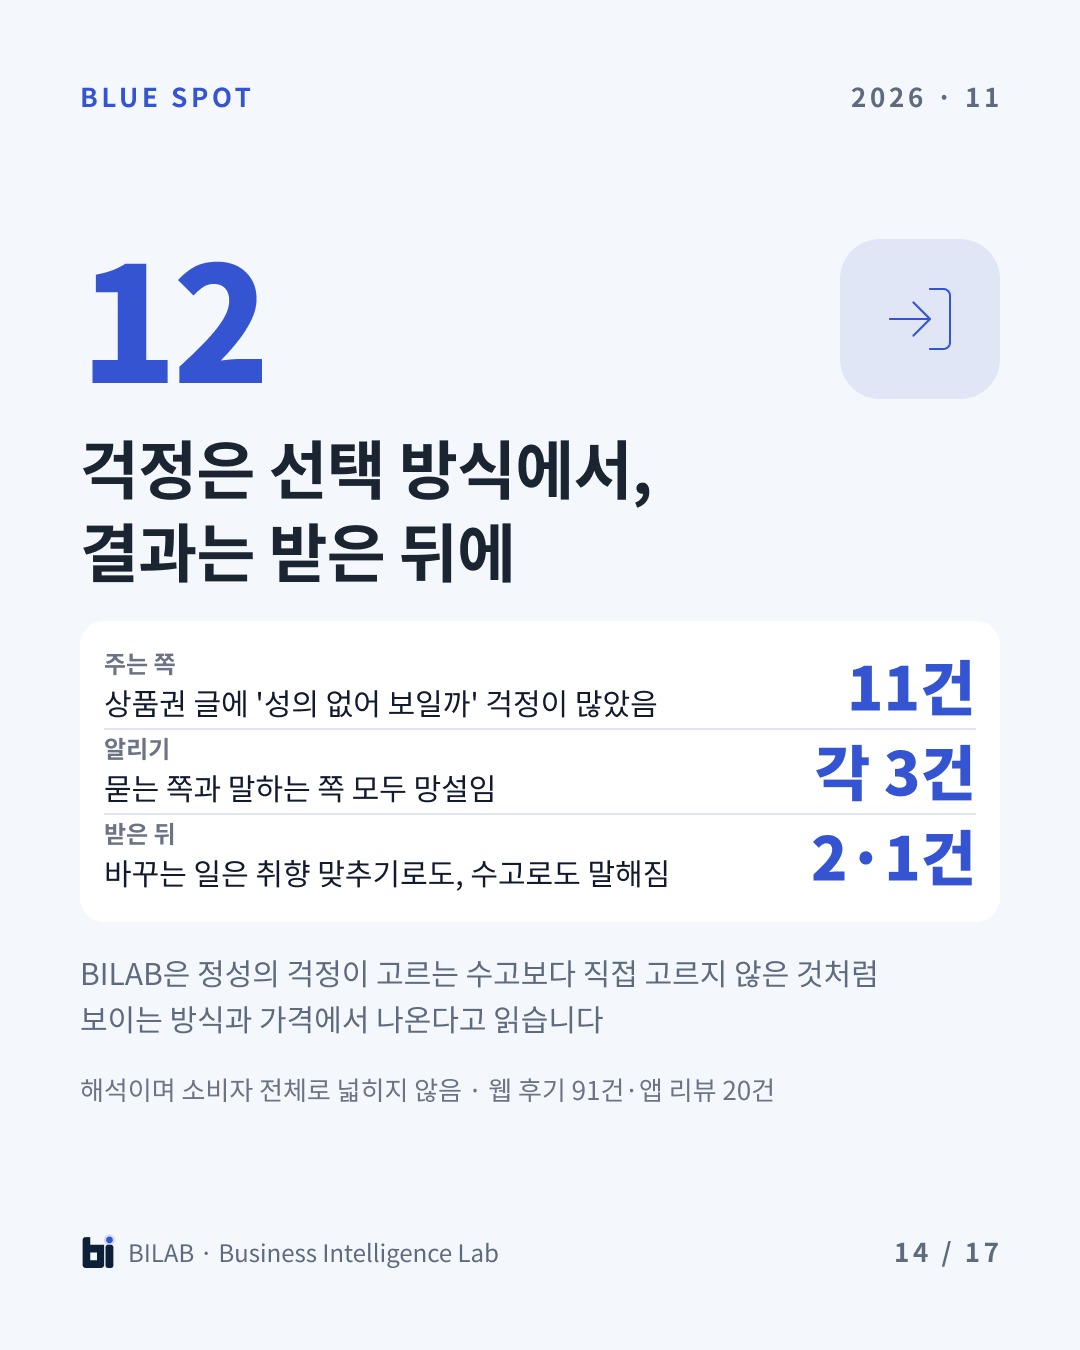 BLUE SPOT
2026 · 11
12
걱정은 선택 방식에서,
결과는 받은 뒤에
주는 쪽
상품권 글에 '성의 없어 보일까' 걱정이 많았음
11건
알리기
묻는 쪽과 말하는 쪽 모두 망설임
각 3건
받은 뒤
바꾸는 일은 취향 맞추기로도, 수고로도 말해짐
2·1건
BILAB은 정성의 걱정이 고르는 수고보다 직접 고르지 않은 것처럼
보이는 방식과 가격에서 나온다고 읽습니다
해석이며 소비자 전체로 넓히지 않음 · 웹 후기 91건·앱 리뷰 20건
bi BILAB · Business Intelligence Lab
14 / 17